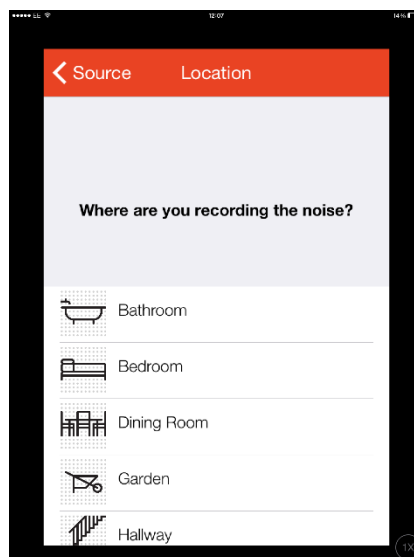 EE 12:07 14%
Source Location
Where are you recording the noise?
Bathroom
Bedroom
Dining Room
Garden
Hallway
1X